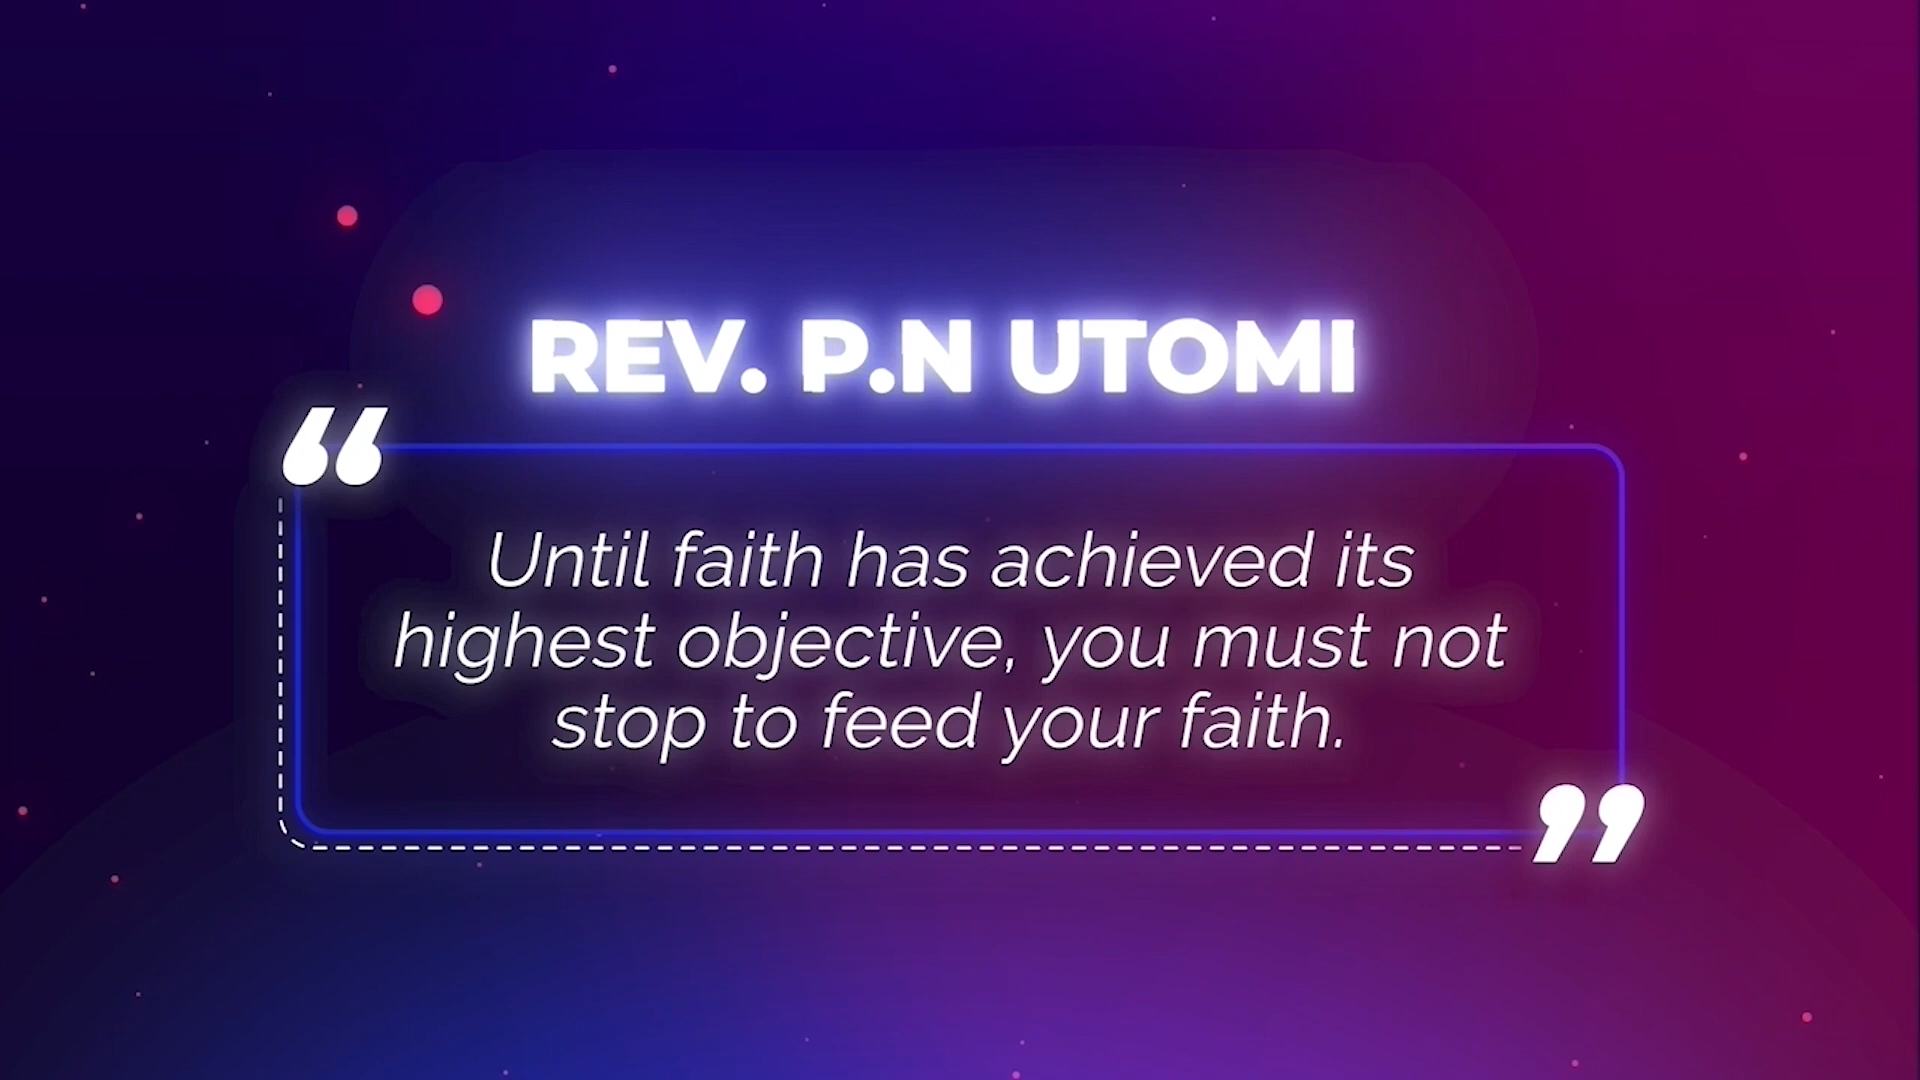 REV. P.N UTOMI
“
Until faith has achieved its
highest objective, you must not
stop to feed your faith.
”